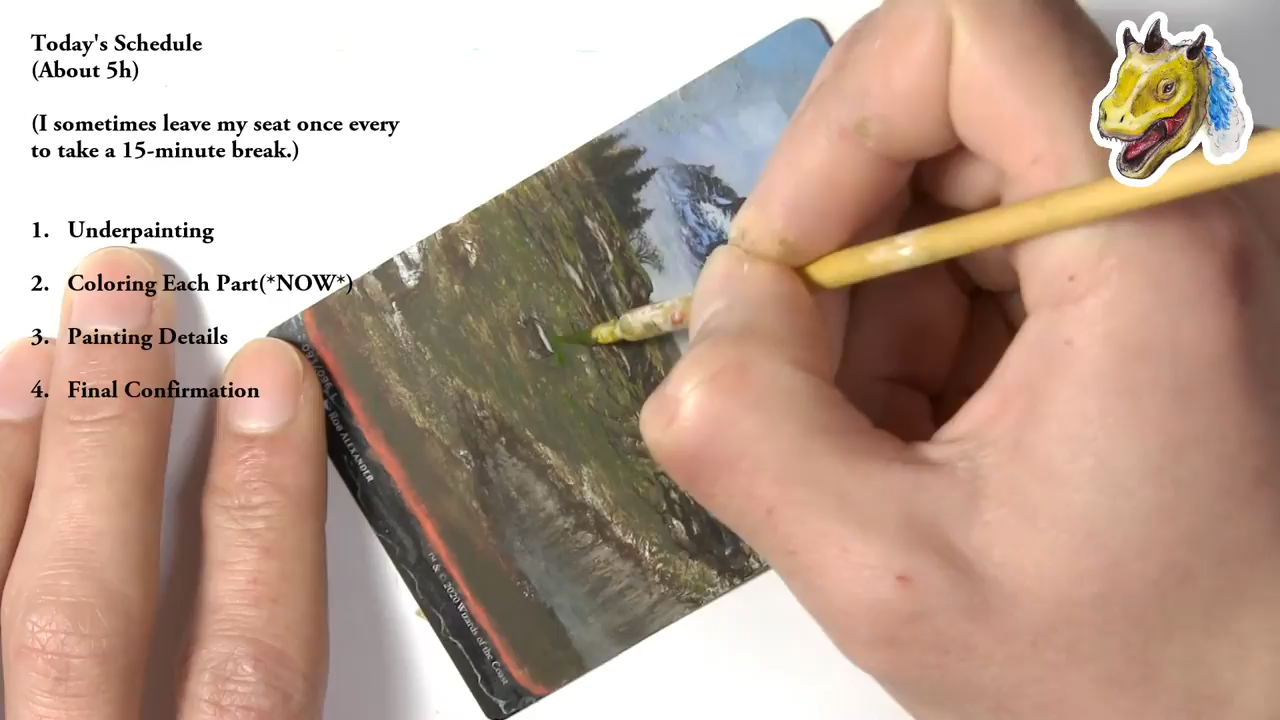 Today's Schedule
(About 5h)
(I sometimes leave my seat once every
to take a 15-minute break.)
1. Underpainting
2. Coloring Each Part(*NOW*)
3. Painting Details
4. Final Confirmation
ROB ALEXANDER
™ & © 2020 Wizards of the Coast